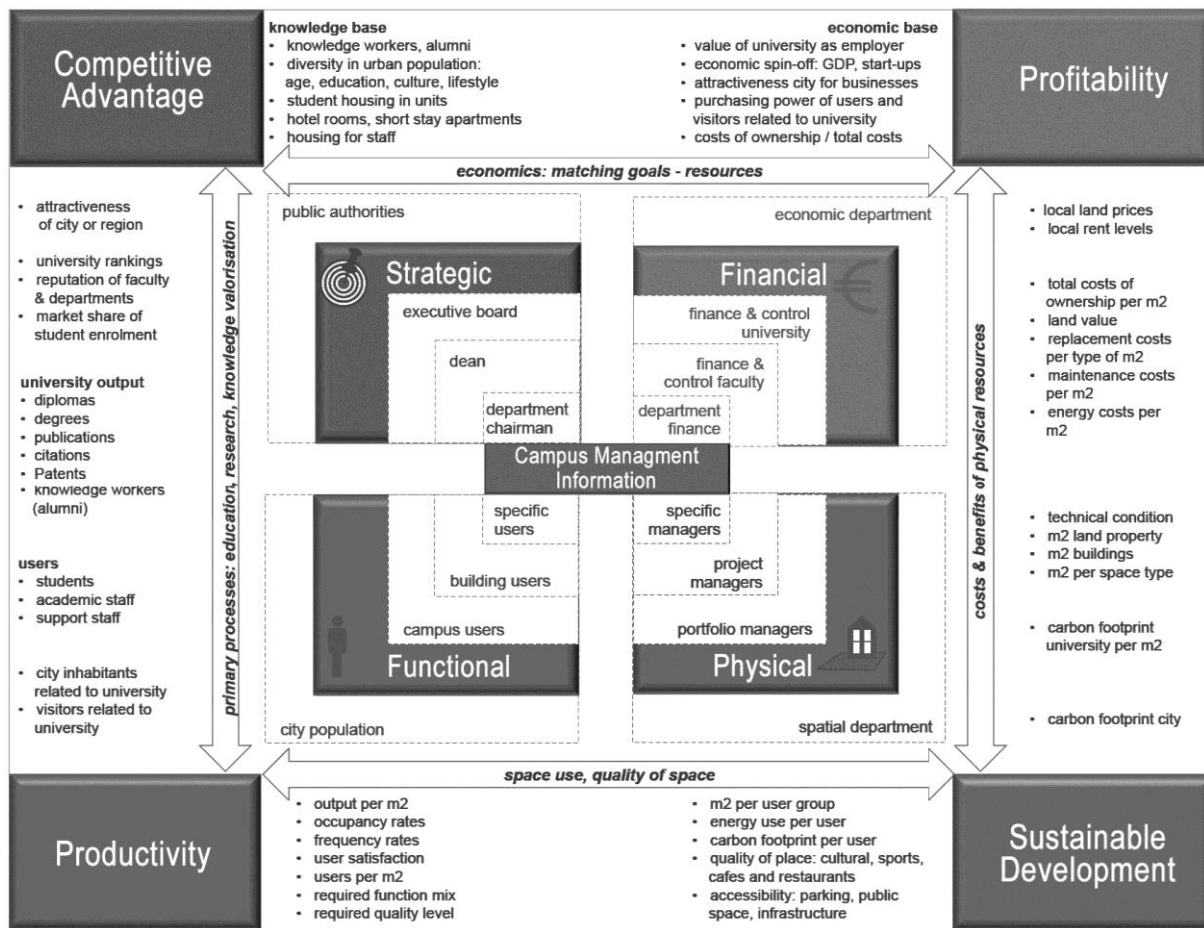 Competitive
Advantage
knowledge base
• knowledge workers, alumni
• diversity in urban population:
age, education, culture, lifestyle
• student housing in units
• hotel rooms, short stay apartments
• housing for staff
economic base
• value of university as employer
• economic spin-off: GDP, start-ups
• attractiveness city for businesses
• purchasing power of users and
visitors related to university
• costs of ownership / total costs
Profitability
economics: matching goals - resources
• attractiveness
of city or region
• university rankings
• reputation of faculty
& departments
• market share of
student enrolment
university output
• diplomas
• degrees
• publications
• citations
• Patents
• knowledge workers
(alumni)
users
• students
• academic staff
• support staff
• city inhabitants
related to university
• visitors related to
university
primary processes: education, research, knowledge valorisation
public authorities
Strategic
executive board
dean
department
chairman
economic department
Financial
finance & control
university
finance &
control faculty
department
finance
Campus Managment
Information
specific
users
building users
campus users
Functional
city population
specific
managers
project
managers
portfolio managers
Physical
spatial department
costs & benefits of physical resources
• local land prices
• local rent levels
• total costs of
ownership per m2
• land value
• replacement costs
per type of m2
• maintenance costs
per m2
• energy costs per
m2
• technical condition
• m2 land property
• m2 buildings
• m2 per space type
• carbon footprint
university per m2
• carbon footprint city
space use, quality of space
Productivity
• output per m2
• occupancy rates
• frequency rates
• user satisfaction
• users per m2
• required function mix
• required quality level
• m2 per user group
• energy use per user
• carbon footprint per user
• quality of place: cultural, sports,
cafes and restaurants
• accessibility: parking, public
space, infrastructure
Sustainable
Development